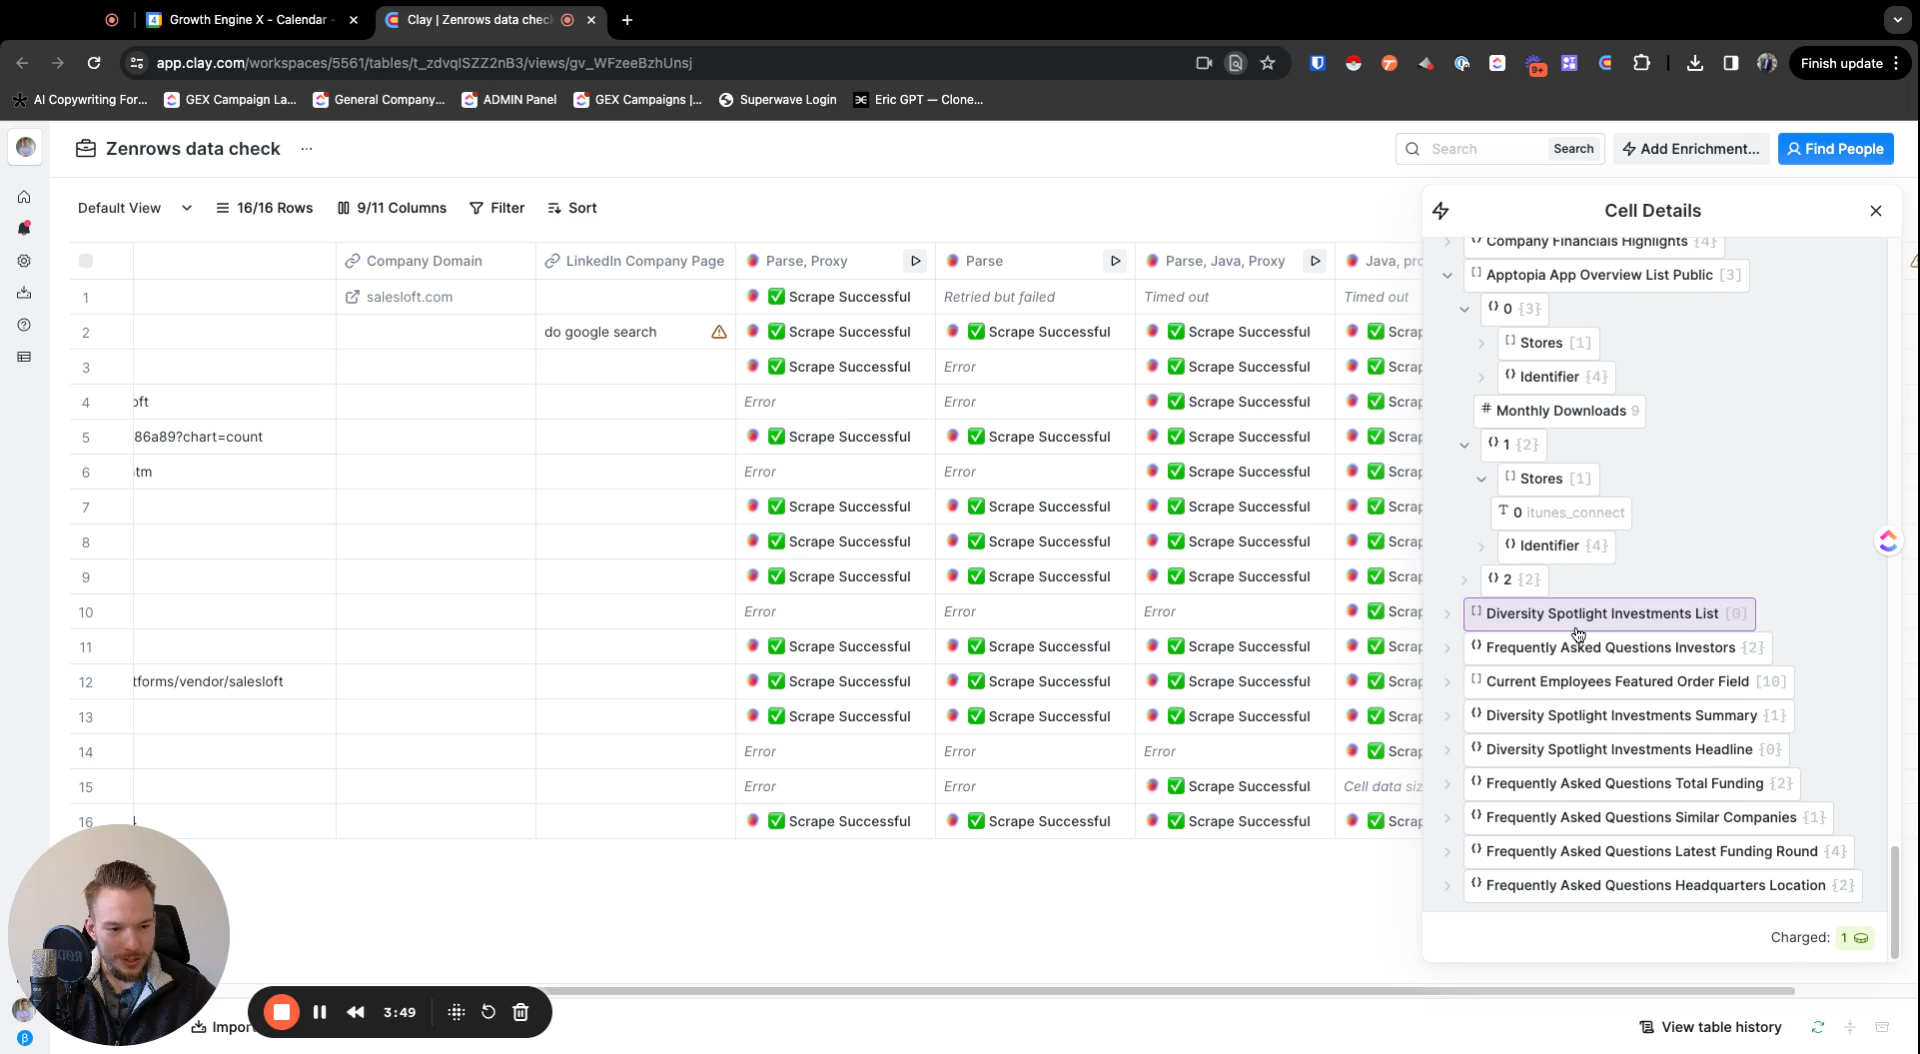 Growth Engine X - Calendar
Clay | Zenrows data check
app.clay.com/workspaces/5561/tables/t_zdvqlSZZ2nB3/views/gv_WFzeeBzhUnsj
9+
Finish update
AI Copywriting For...
GEX Campaign La...
General Company...
ADMIN Panel
GEX Campaigns |...
Superwave Login
Eric GPT — Clone...
Zenrows data check
...
Search
Search
Add Enrichment...
Find People
Default View
16/16 Rows
9/11 Columns
Filter
Sort
Company Domain
LinkedIn Company Page
Parse, Proxy
Parse
Parse, Java, Proxy
Java, pro
1
salesloft.com
Scrape Successful
Retried but failed
Timed out
Timed out
2
do google search
Scrape Successful
Scrape Successful
Scrape Successful
Scrap
3
Scrape Successful
Error
Scrape Successful
Scrap
4
oft
Error
Error
Scrape Successful
Scrap
5
86a89?chart=count
Scrape Successful
Scrape Successful
Scrape Successful
Scrap
6
tm
Error
Error
Scrape Successful
Scrap
7
Scrape Successful
Scrape Successful
Scrape Successful
Scrap
8
Scrape Successful
Scrape Successful
Scrape Successful
Scrap
9
Scrape Successful
Scrape Successful
Scrape Successful
Scrap
10
Error
Error
Error
Scrap
11
Scrape Successful
Scrape Successful
Scrape Successful
Scrap
12
tforms/vendor/salesloft
Scrape Successful
Scrape Successful
Scrape Successful
Scrap
13
Scrape Successful
Scrape Successful
Scrape Successful
Scrap
14
Error
Error
Error
Scrap
15
Error
Error
Scrape Successful
Cell data siz
16
Scrape Successful
Scrape Successful
Scrape Successful
Scrap
Cell Details
{} Company Financials Highlights {4}
[] Apptopia App Overview List Public [3]
{} 0 {3}
[] Stores [1]
{} Identifier {4}
# Monthly Downloads 9
{} 1 {2}
[] Stores [1]
T 0 itunes_connect
{} Identifier {4}
{} 2 {2}
[] Diversity Spotlight Investments List [0]
{} Frequently Asked Questions Investors {2}
[] Current Employees Featured Order Field [10]
{} Diversity Spotlight Investments Summary {1}
{} Diversity Spotlight Investments Headline {0}
{} Frequently Asked Questions Total Funding {2}
{} Frequently Asked Questions Similar Companies {1}
{} Frequently Asked Questions Latest Funding Round {4}
{} Frequently Asked Questions Headquarters Location {2}
Charged: 1
RØDE
3:49
Impor
β
View table history